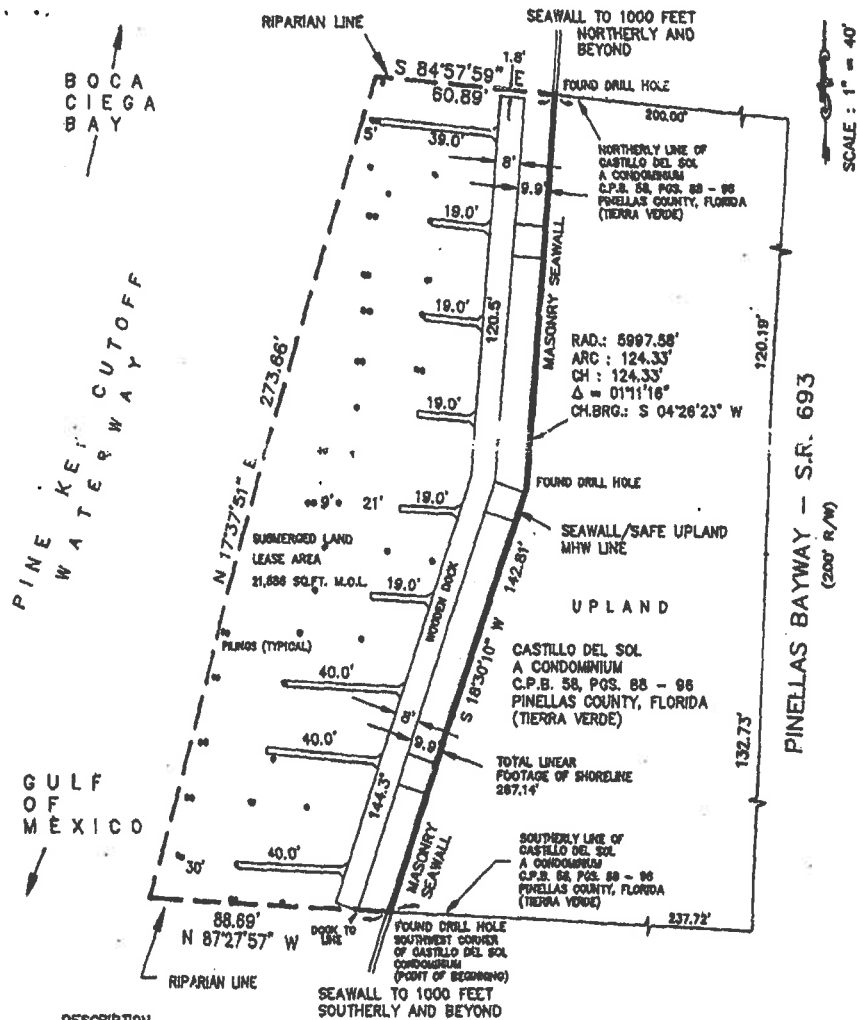 SEAWALL TO 1000 FEET
NORTHERLY AND
BEYOND
RIPARIAN LINE
1.8'
S 84°57'59" E
60.89'
FOUND DRILL HOLE
SCALE : 1" = 40'
BOCA
CIEGA
BAY
200.00'
5'
39.0'
8'
9.9'
NORTHERLY LINE OF
CASTILLO DEL SOL
A CONDOMINIUM
C.P.B. 58, PGS. 88 - 96
PINELLAS COUNTY, FLORIDA
(TIERRA VERDE)
19.0'
MASONRY SEAWALL
19.0'
120.5'
120.19'
RAD.: 5997.58'
ARC : 124.33'
CH : 124.33'
Δ = 01°11'16"
CH.BRG.: S 04°26'23" W
PINE KEY CUTOFF
WATERWAY
273.66'
N 17°37'51" E
19.0'
PINELLAS BAYWAY - S.R. 693
(200' R/W)
FOUND DRILL HOLE
9'
21'
19.0'
SEAWALL/SAFE UPLAND
MHW LINE
SUBMERGED LAND
LEASE AREA
21,586 SQ.FT. M.O.L.
19.0'
WOODEN DOCK
142.81'
S 18°30'10" W
UPLAND
PILINGS (TYPICAL)
CASTILLO DEL SOL
A CONDOMINIUM
C.P.B. 58, PGS. 88 - 96
PINELLAS COUNTY, FLORIDA
(TIERRA VERDE)
40.0'
8'
9.9'
40.0'
132.73'
TOTAL LINEAR
FOOTAGE OF SHORELINE
267.14'
144.3'
GULF
OF
MEXICO
SOUTHERLY LINE OF
CASTILLO DEL SOL
A CONDOMINIUM
C.P.B. 58, PGS. 88 - 96
PINELLAS COUNTY, FLORIDA
(TIERRA VERDE)
30'
40.0'
MASONRY
SEAWALL
88.69'
N 87°27'57" W
DOCK TO
LINE
237.72'
FOUND DRILL HOLE
SOUTHWEST CORNER
OF CASTILLO DEL SOL
CONDOMINIUM
(POINT OF BEGINNING)
RIPARIAN LINE
SEAWALL TO 1000 FEET
SOUTHERLY AND BEYOND
DESCRIPTION